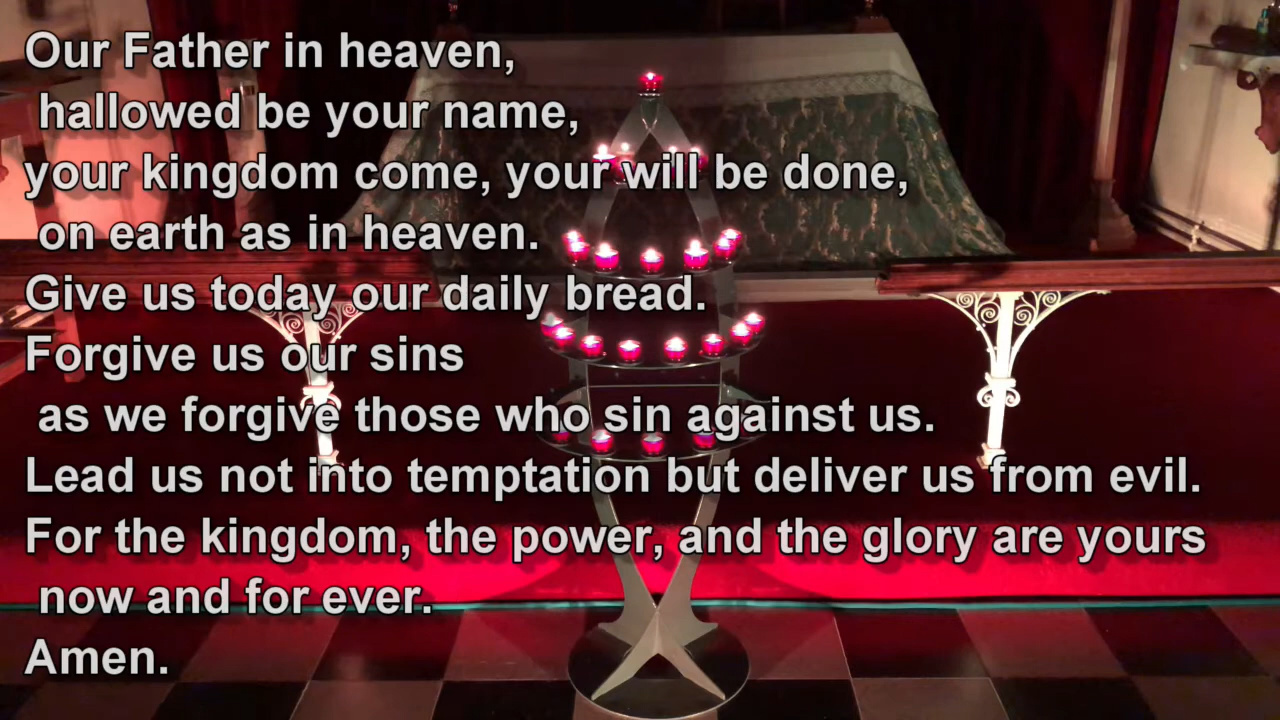 Our Father in heaven,
hallowed be your name,
your kingdom come, your will be done,
on earth as in heaven.
Give us today our daily bread.
Forgive us our sins
as we forgive those who sin against us.
Lead us not into temptation but deliver us from evil.
For the kingdom, the power, and the glory are yours
now and for ever.
Amen.